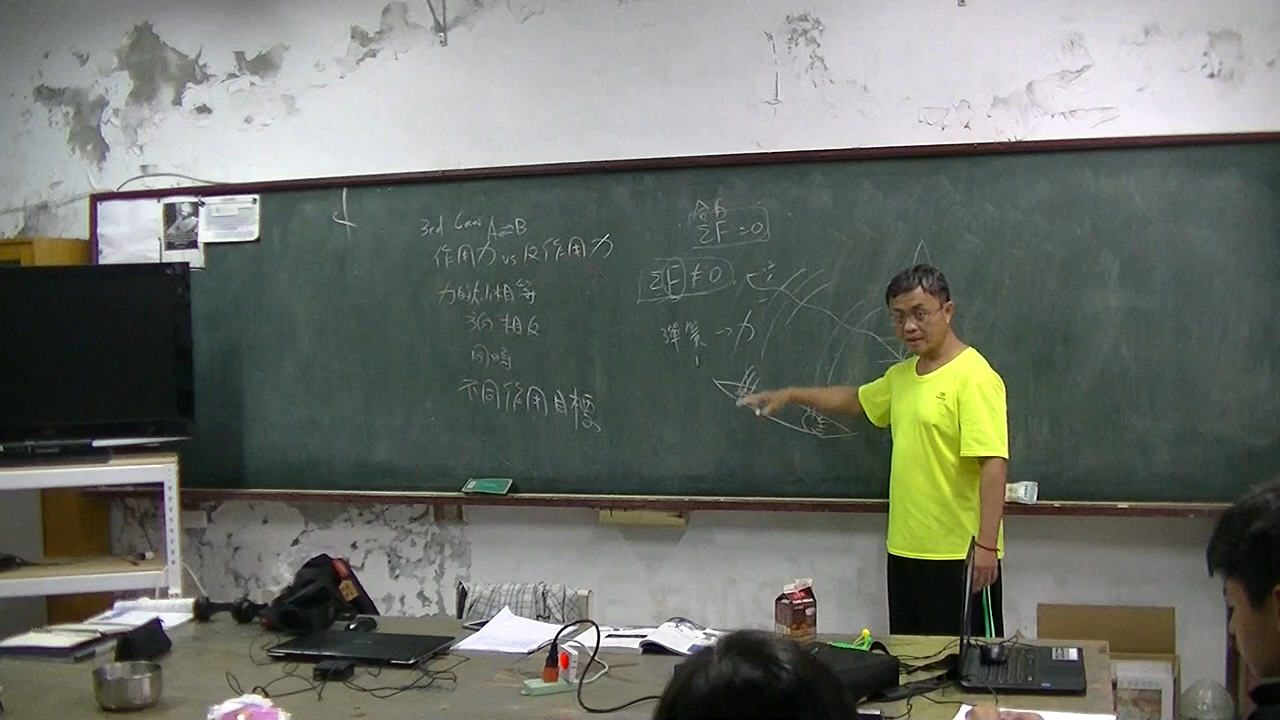 3rd Law A⇌B
作用力 vs 反作用力
力的大小相等
方向相反
同時
不同作用目標
合力
ΣF = 0
ΣF ≠ 0
彈簧 → 力